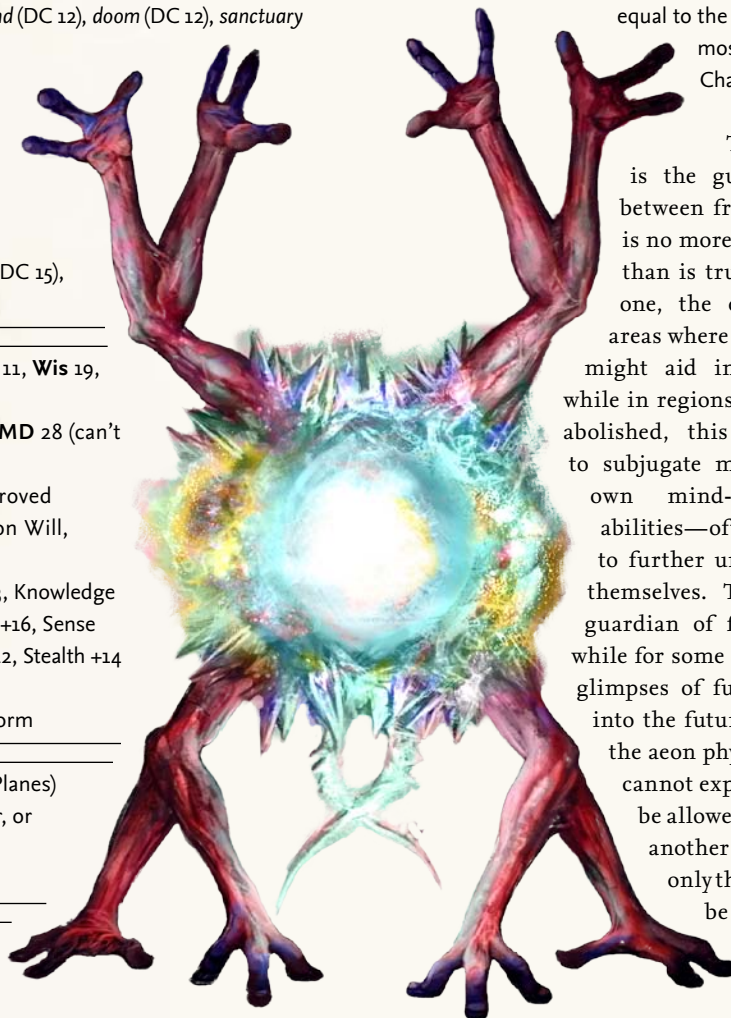 (DC 12), doom (DC 12), sanctuary
DC 15),
11, Wis 19,
MD 28 (can't
roved
on Will,
, Knowledge
+16, Sense
2, Stealth +14
orm
Planes)
r, or
equal to the
mos
Cha
T
is the gu
between fr
is no more
than is tru
one, the
areas where
might aid in
while in regions
abolished, this
to subjugate m
own mind-
abilities—of
to further un
themselves. T
guardian of f
while for some
glimpses of fu
into the futur
the aeon phy
cannot exp
be allowe
another
only th
be